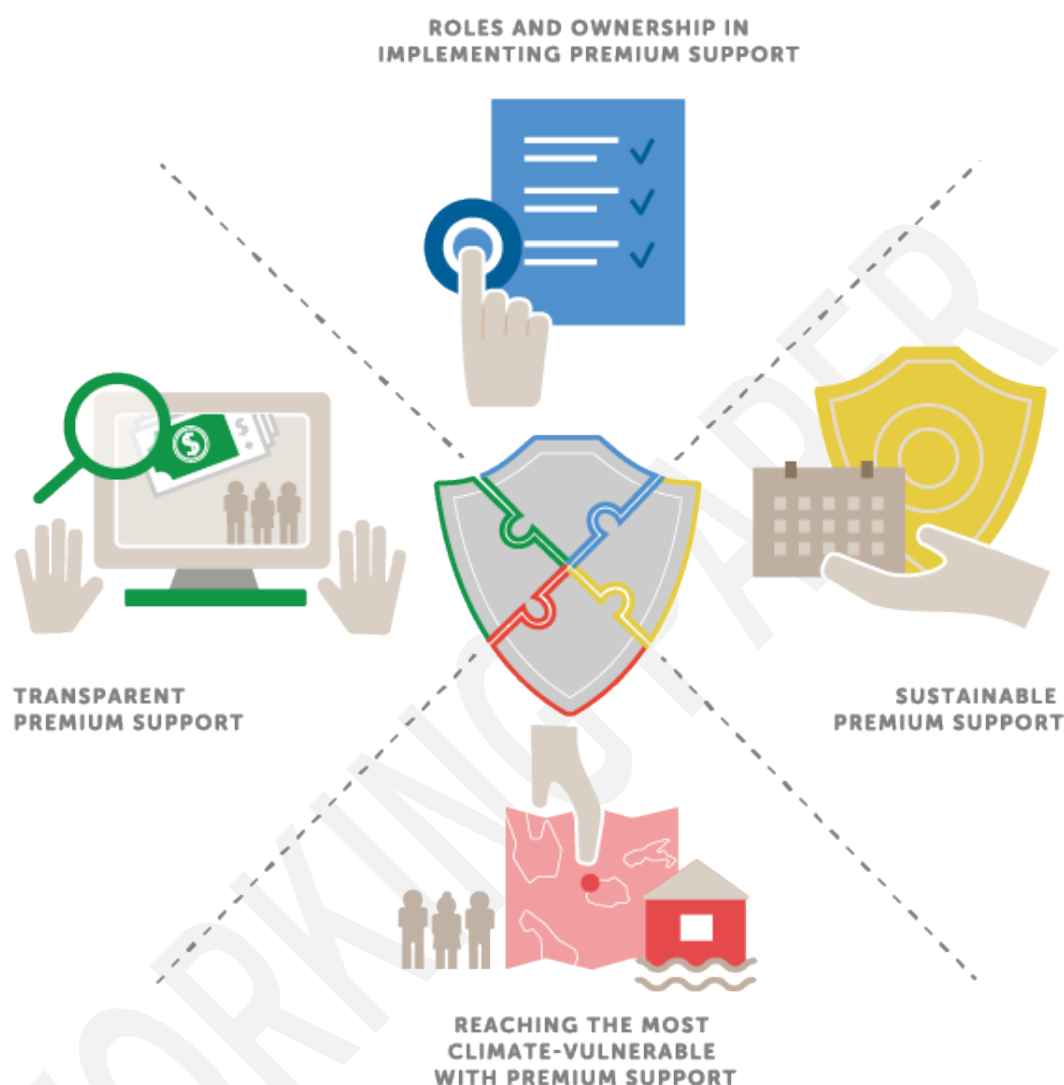 ROLES AND OWNERSHIP IN
IMPLEMENTING PREMIUM SUPPORT
TRANSPARENT
PREMIUM SUPPORT
SUSTAINABLE
PREMIUM SUPPORT
REACHING THE MOST
CLIMATE-VULNERABLE
WITH PREMIUM SUPPORT
WORKING PAPER